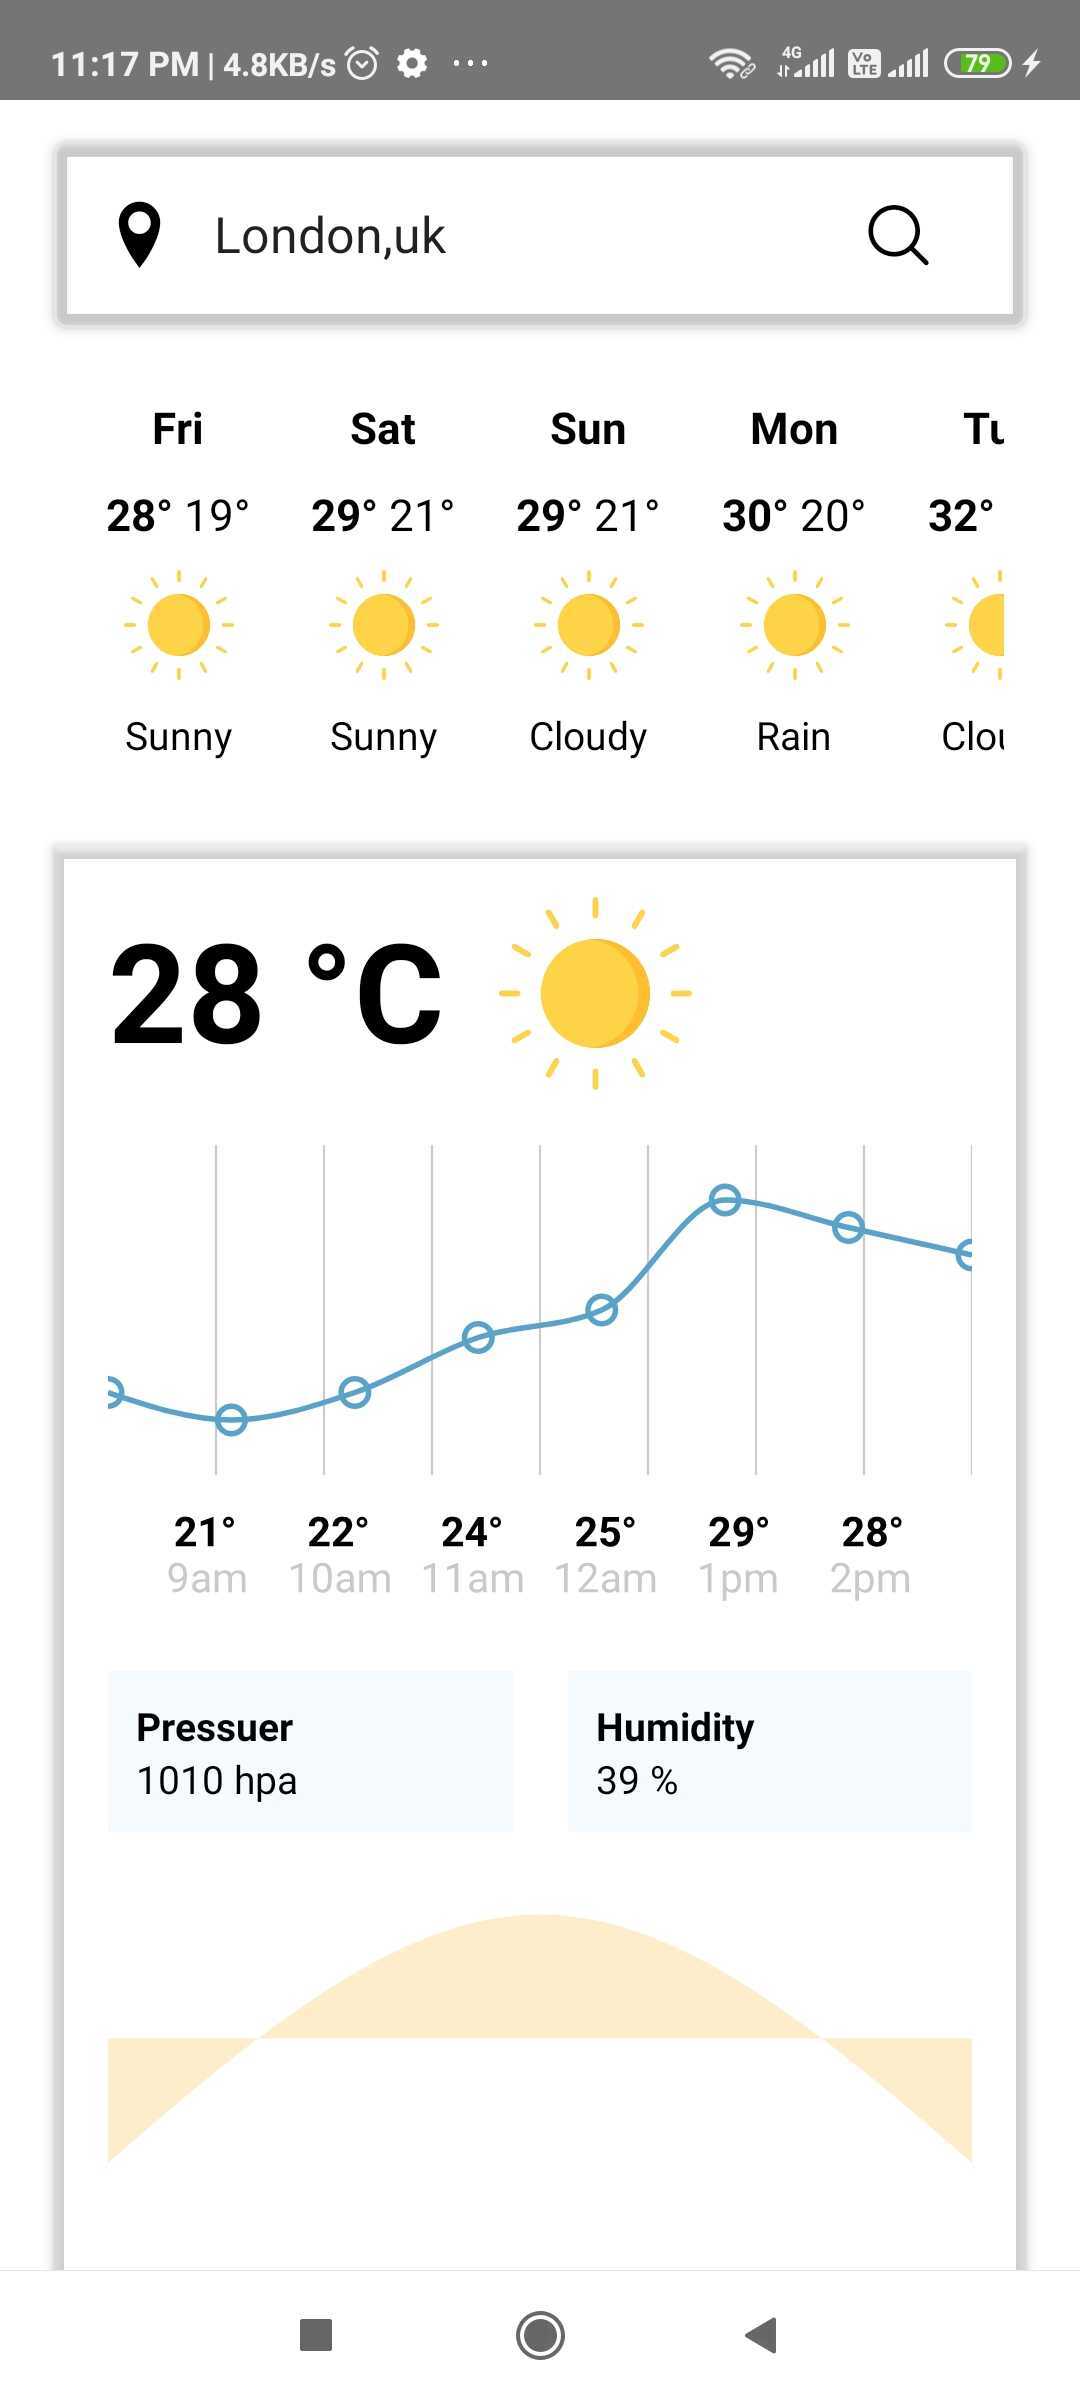 11:17 PM | 4.8KB/s ... 4G Vo LTE 79
London,uk
Fri Sat Sun Mon Tu
28° 19° 29° 21° 29° 21° 30° 20° 32°
Sunny Sunny Cloudy Rain Clou
28 °C
21° 22° 24° 25° 29° 28°
9am 10am 11am 12am 1pm 2pm
Pressuer Humidity
1010 hpa 39 %